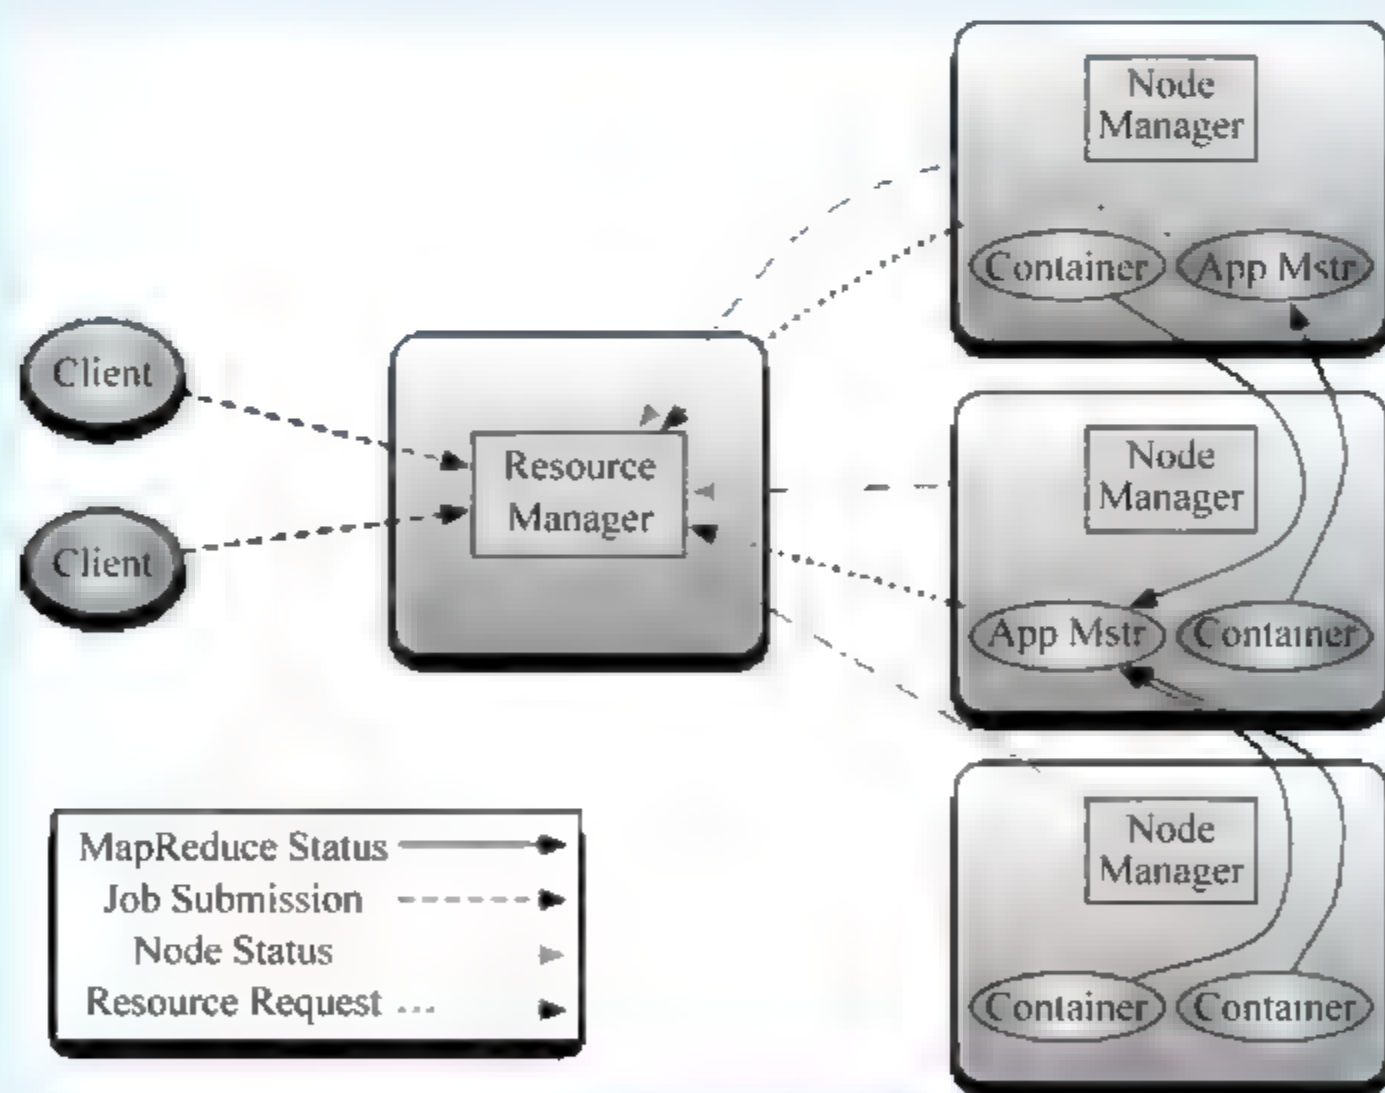 Node
Manager
Container
App Mstr
Client
Client
Resource
Manager
Node
Manager
App Mstr
Container
Node
Manager
Container
Container
MapReduce Status
Job Submission
Node Status
Resource Request